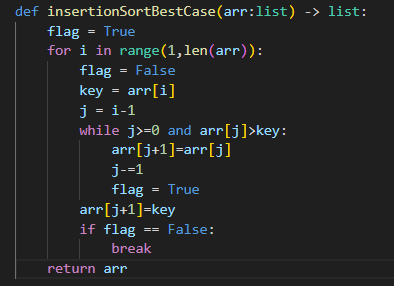 def insertionSortBestCase(arr:list) -> list:
    flag = True
    for i in range(1,len(arr)):
        flag = False
        key = arr[i]
        j = i-1
        while j>=0 and arr[j]>key:
            arr[j+1]=arr[j]
            j-=1
            flag = True
        arr[j+1]=key
        if flag == False:
            break
    return arr